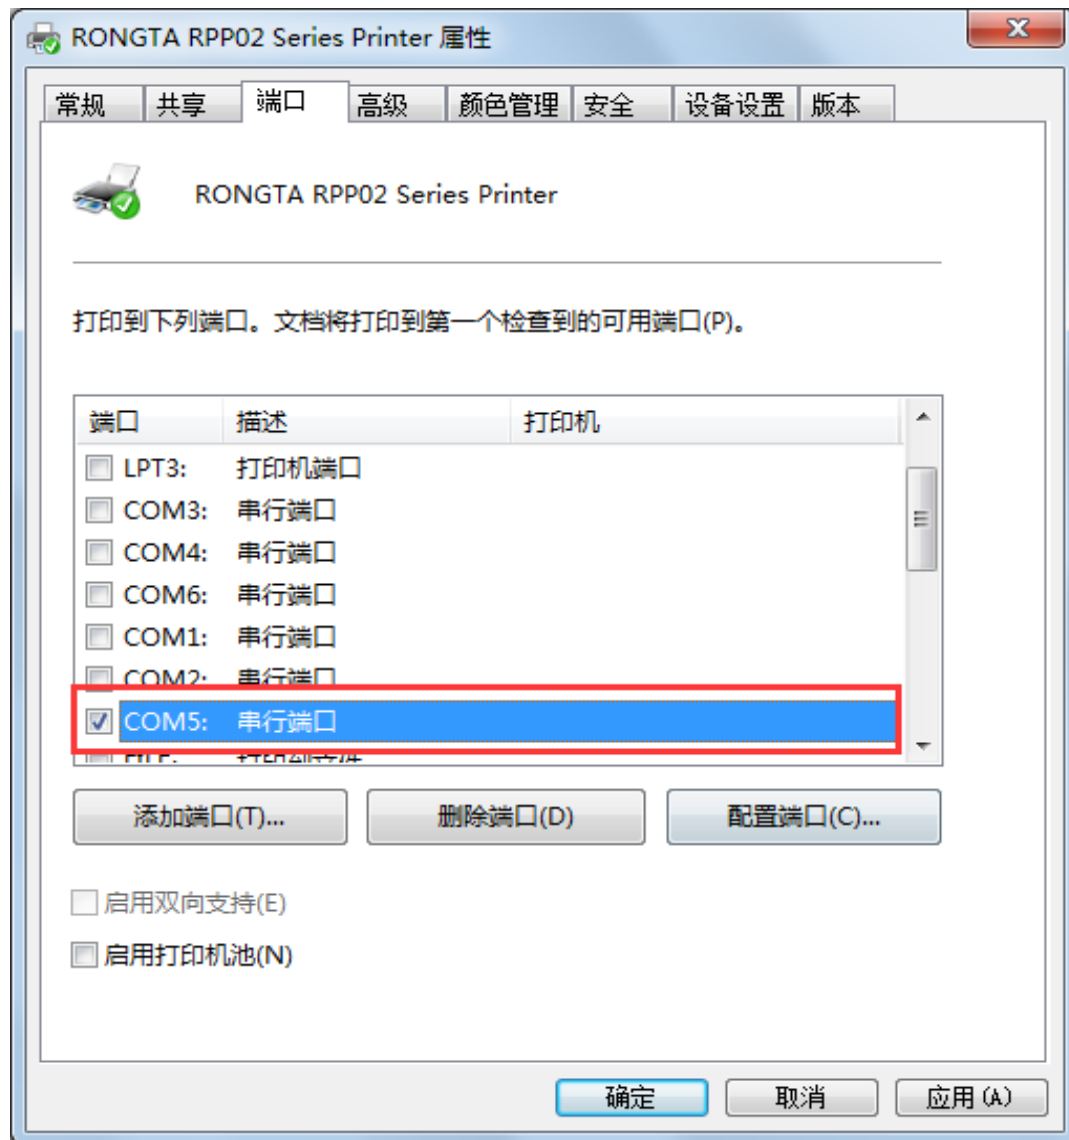 RONGTA RPP02 Series Printer 属性
常规 共享 端口 高级 颜色管理 安全 设备设置 版本
RONGTA RPP02 Series Printer
打印到下列端口。文档将打印到第一个检查到的可用端口(P)。
端口 描述 打印机
LPT3: 打印机端口
COM3: 串行端口
COM4: 串行端口
COM6: 串行端口
COM1: 串行端口
COM2: 串行端口
COM5: 串行端口
FILE: 打印到文件
添加端口(T)... 删除端口(D) 配置端口(C)...
启用双向支持(E)
启用打印机池(N)
确定 取消 应用(A)